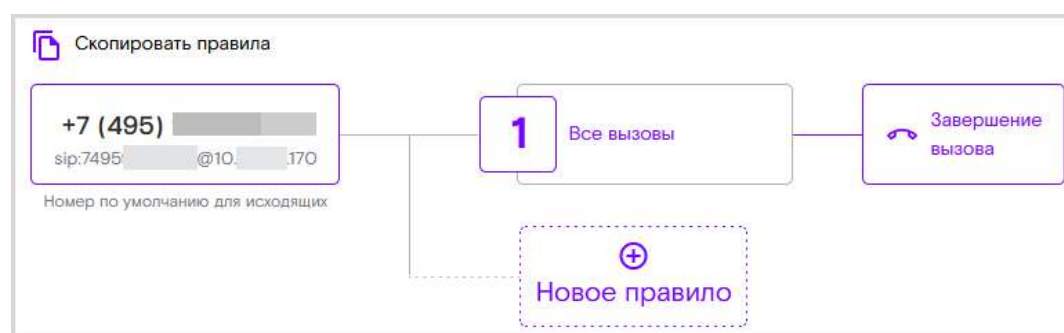 Скопировать правила
+7 (495)
sip:7495 @10. .170
Номер по умолчанию для исходящих
1
Все вызовы
Завершение
вызова
Новое правило